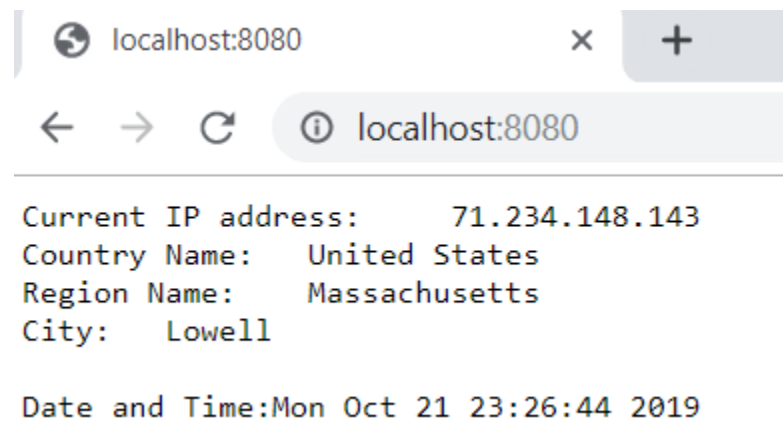 localhost:8080
localhost:8080
Current IP address:     71.234.148.143
Country Name:   United States
Region Name:    Massachusetts
City:   Lowell
Date and Time:Mon Oct 21 23:26:44 2019